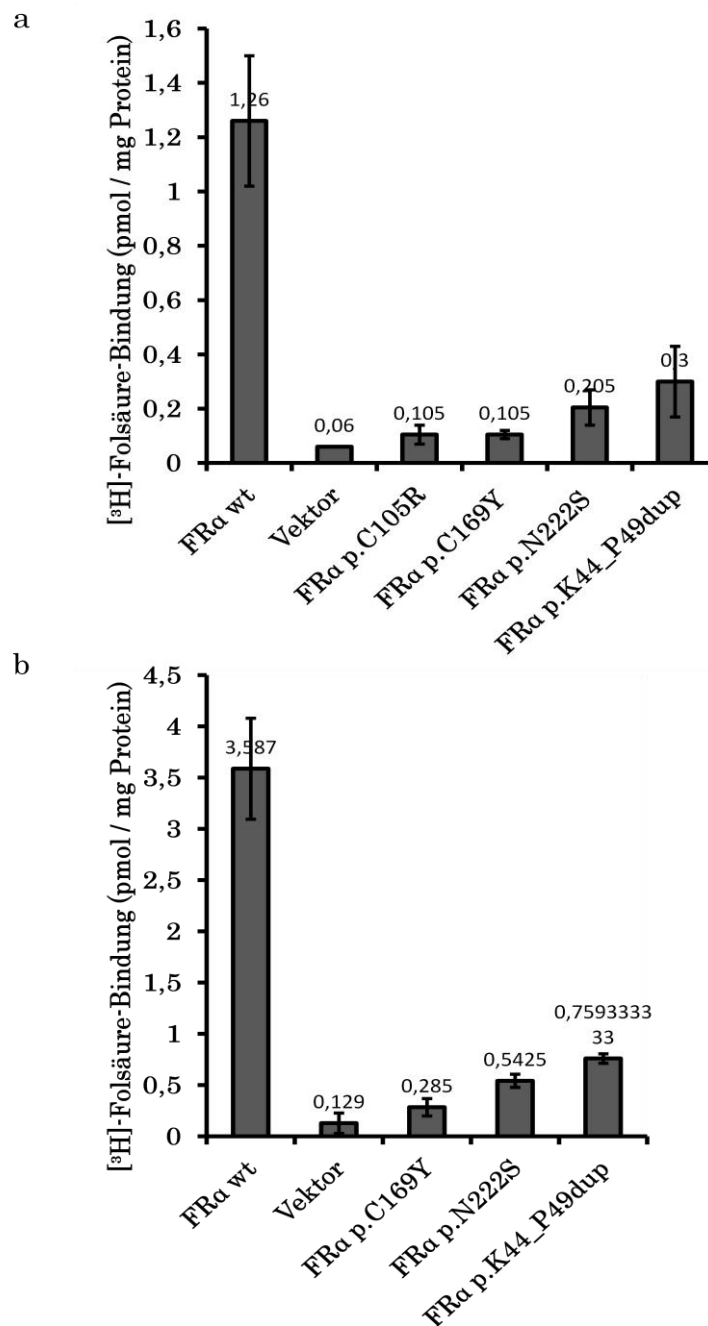 a
[³H]-Folsäure-Bindung (pmol / mg Protein)
1,6
1,4
1,2
1
0,8
0,6
0,4
0,2
0
1,26
0,06
0,105
0,105
0,205
0,3
FRα wt
Vektor
FRα p.C105R
FRα p.C169Y
FRα p.N222S
FRα p.K44_P49dup
b
[³H]-Folsäure-Bindung (pmol / mg Protein)
4,5
4
3,5
3
2,5
2
1,5
1
0,5
0
3,587
0,129
0,285
0,5425
0,7593333
33
FRα wt
Vektor
FRα p.C169Y
FRα p.N222S
FRα p.K44_P49dup